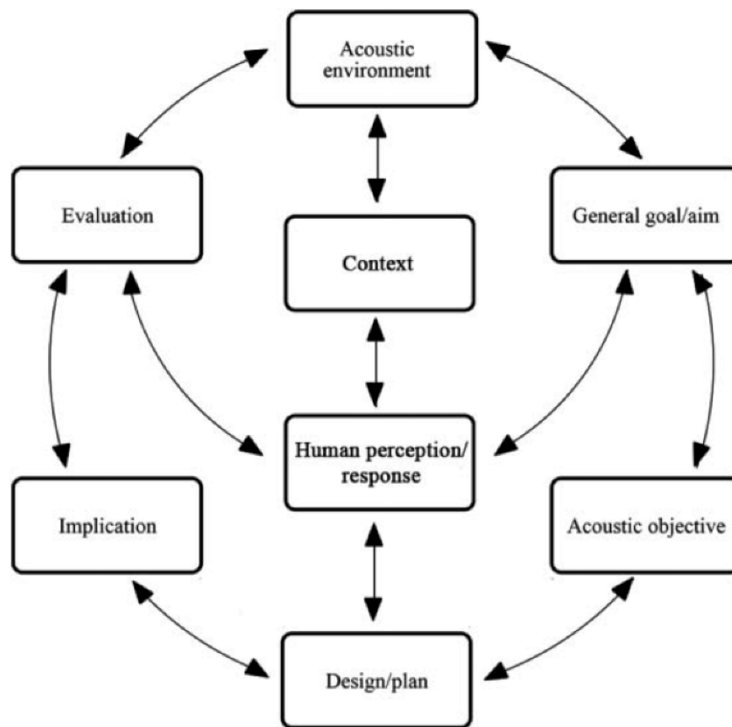 Acoustic
environment
Evaluation
General goal/aim
Context
Human perception/
response
Implication
Acoustic objective
Design/plan